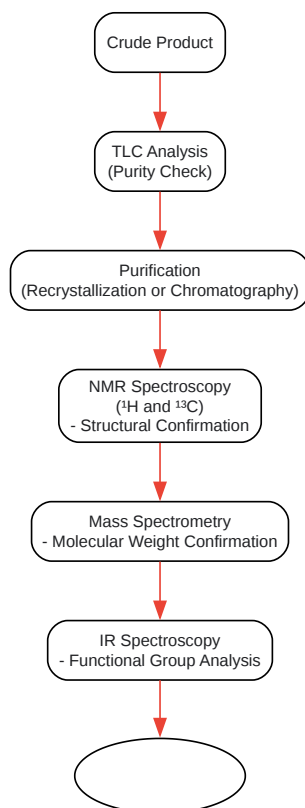 Crude Product
TLC Analysis
(Purity Check)
Purification
(Recrystallization or Chromatography)
NMR Spectroscopy
(¹H and ¹³C)
- Structural Confirmation
Mass Spectrometry
- Molecular Weight Confirmation
IR Spectroscopy
- Functional Group Analysis